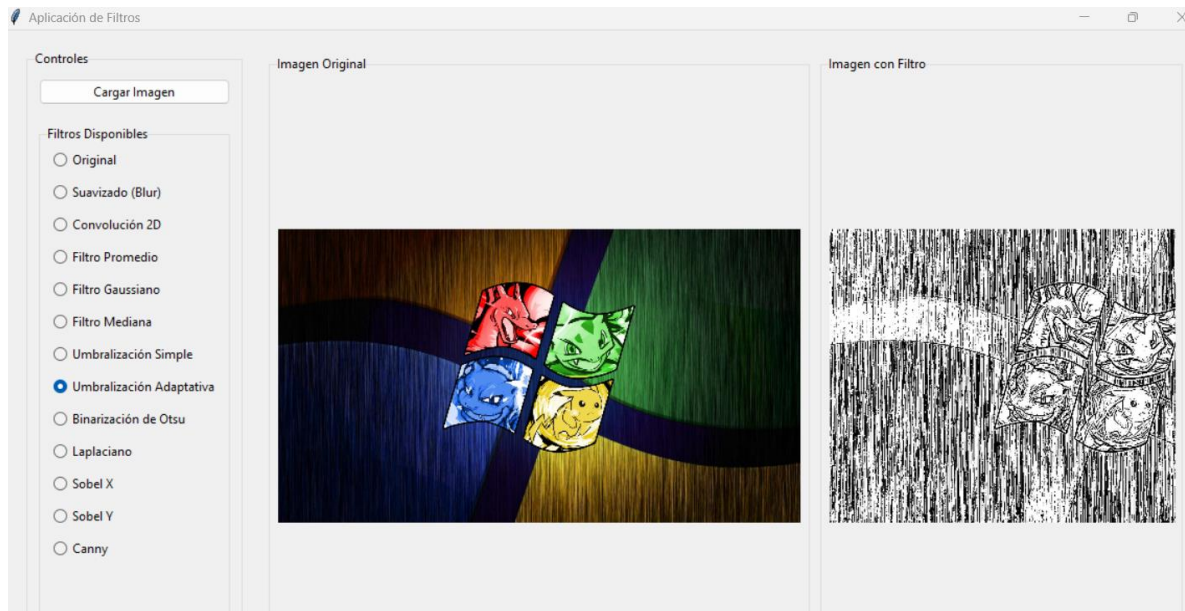 Aplicación de Filtros
Controles
Cargar Imagen
Filtros Disponibles
Original
Suavizado (Blur)
Convolución 2D
Filtro Promedio
Filtro Gaussiano
Filtro Mediana
Umbralización Simple
Umbralización Adaptativa
Binarización de Otsu
Laplaciano
Sobel X
Sobel Y
Canny
Imagen Original
Imagen con Filtro